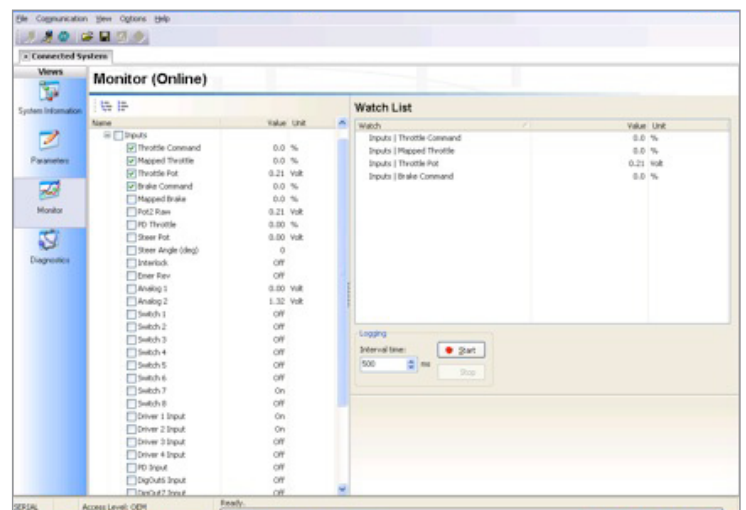 File Communication View Options Help
Connected System
Views
System Information
Parameters
Monitor
Diagnostics
Monitor (Online)
Name Value Unit
Inputs
Throttle Command 0.0 %
Mapped Throttle 0.0 %
Throttle Pot 0.21 Volt
Brake Command 0.0 %
Mapped Brake 0.0 %
Pot2 Raw 0.21 Volt
PD Throttle 0.00 %
Steer Pot 0.00 Volt
Steer Angle (deg) 0
Interlock Off
Emer Rev Off
Analog 1 0.00 Volt
Analog 2 1.32 Volt
Switch 1 Off
Switch 2 Off
Switch 3 Off
Switch 4 Off
Switch 5 Off
Switch 6 Off
Switch 7 On
Switch 8 Off
Driver 1 Input On
Driver 2 Input On
Driver 3 Input Off
Driver 4 Input Off
PD Input Off
DigOut6 Input Off
DigOut7 Input Off
Watch List
Watch Value Unit
Inputs | Throttle Command 0.0 %
Inputs | Mapped Throttle 0.0 %
Inputs | Throttle Pot 0.21 Volt
Inputs | Brake Command 0.0 %
Logging
Interval time:
500 ms
Start
Stop
SERIAL Access Level: OEM Ready.